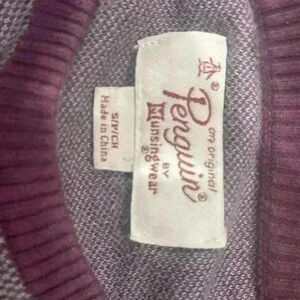 an original
Penguin®
BY
Munsingwear®
S/P/CH
Made in China